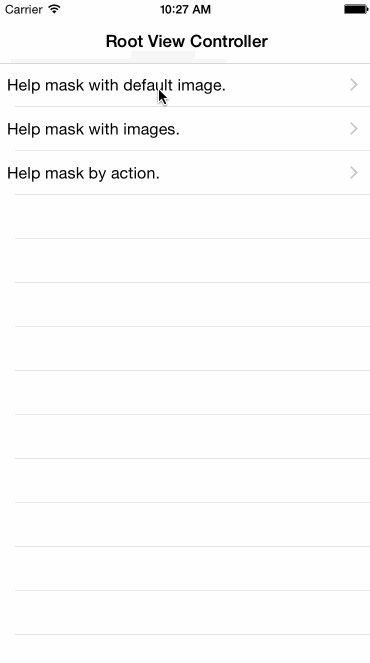 Carrier 10:27 AM
Root View Controller
Help mask with default image.
Help mask with images.
Help mask by action.